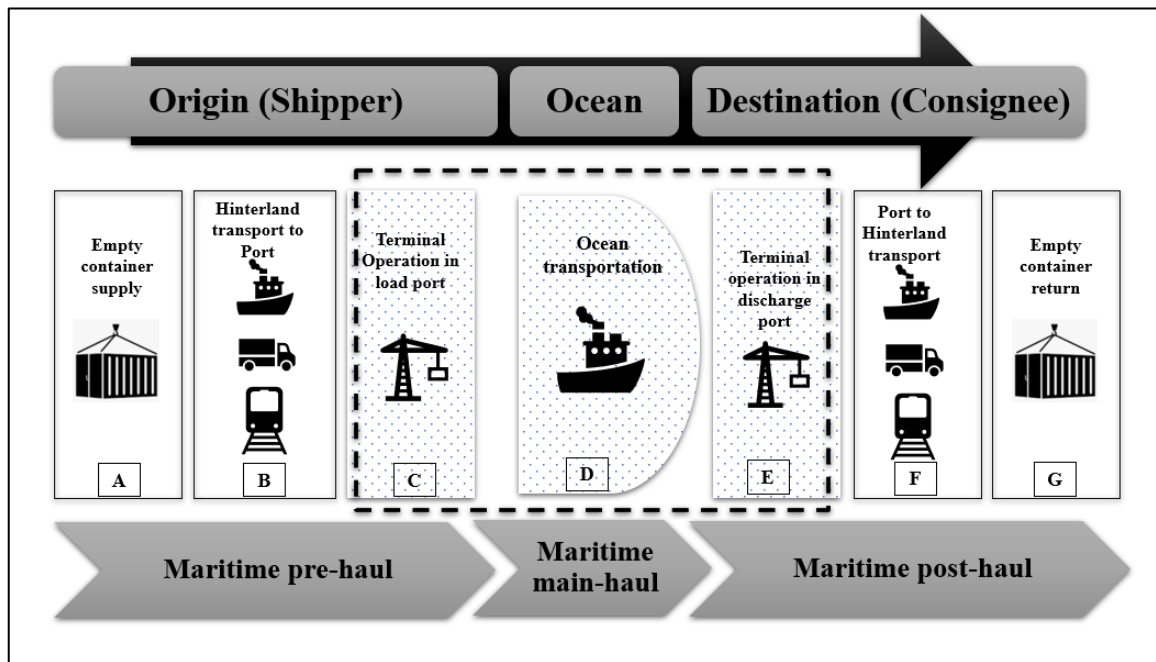 Origin (Shipper)
Ocean
Destination (Consignee)
Empty
container
supply
A
Hinterland
transport to
Port
B
Terminal
Operation in
load port
C
Ocean
transportation
D
Terminal
operation in
discharge
port
E
Port to
Hinterland
transport
F
Empty
container
return
G
Maritime pre-haul
Maritime
main-haul
Maritime post-haul